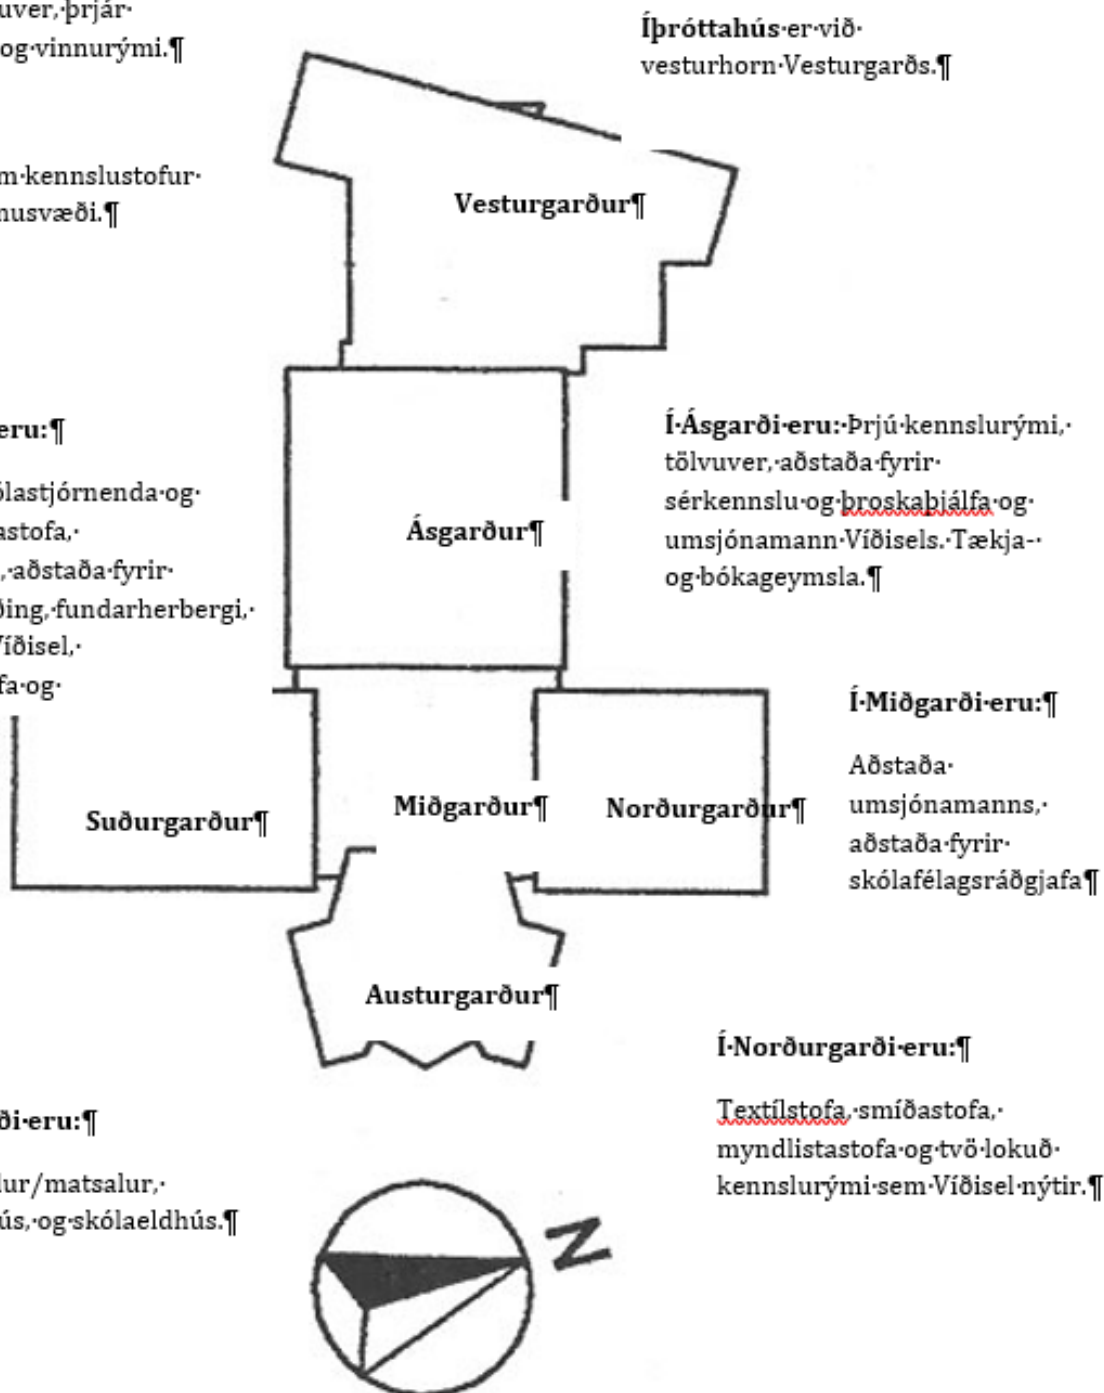 uver, þrjár
og vinnurými.¶
Íþróttahús er við
vesturhorn Vesturgarðs.¶
m kennslustofur
nusvæði.¶
Vesturgarður¶
eru:¶
ólastjórnenda og
astofa,
, aðstaða fyrir
ðing, fundarherbergi,
íðisel,
fa og
Í Ásgarði eru: Þrjú kennslurými,
tölvuver, aðstaða fyrir
sérkennslu og þroskaþjálfa og
umsjónamann Víðisels. Tækja-
og bókageymsla.¶
Ásgarður¶
Í Miðgarði eru:¶
Aðstaða
umsjónamanns,
aðstaða fyrir
skólafélagsráðgjafa¶
Suðurgarður¶
Miðgarður¶
Norðurgarður¶
Austurgarður¶
Í Norðurgarði eru:¶
Textílstofa, smíðastofa,
myndlistastofa og tvö lokuð
kennslurými sem Víðisel nýtir.¶
ði eru:¶
lur/matsalur,
ús, og skólaeldhús.¶
N